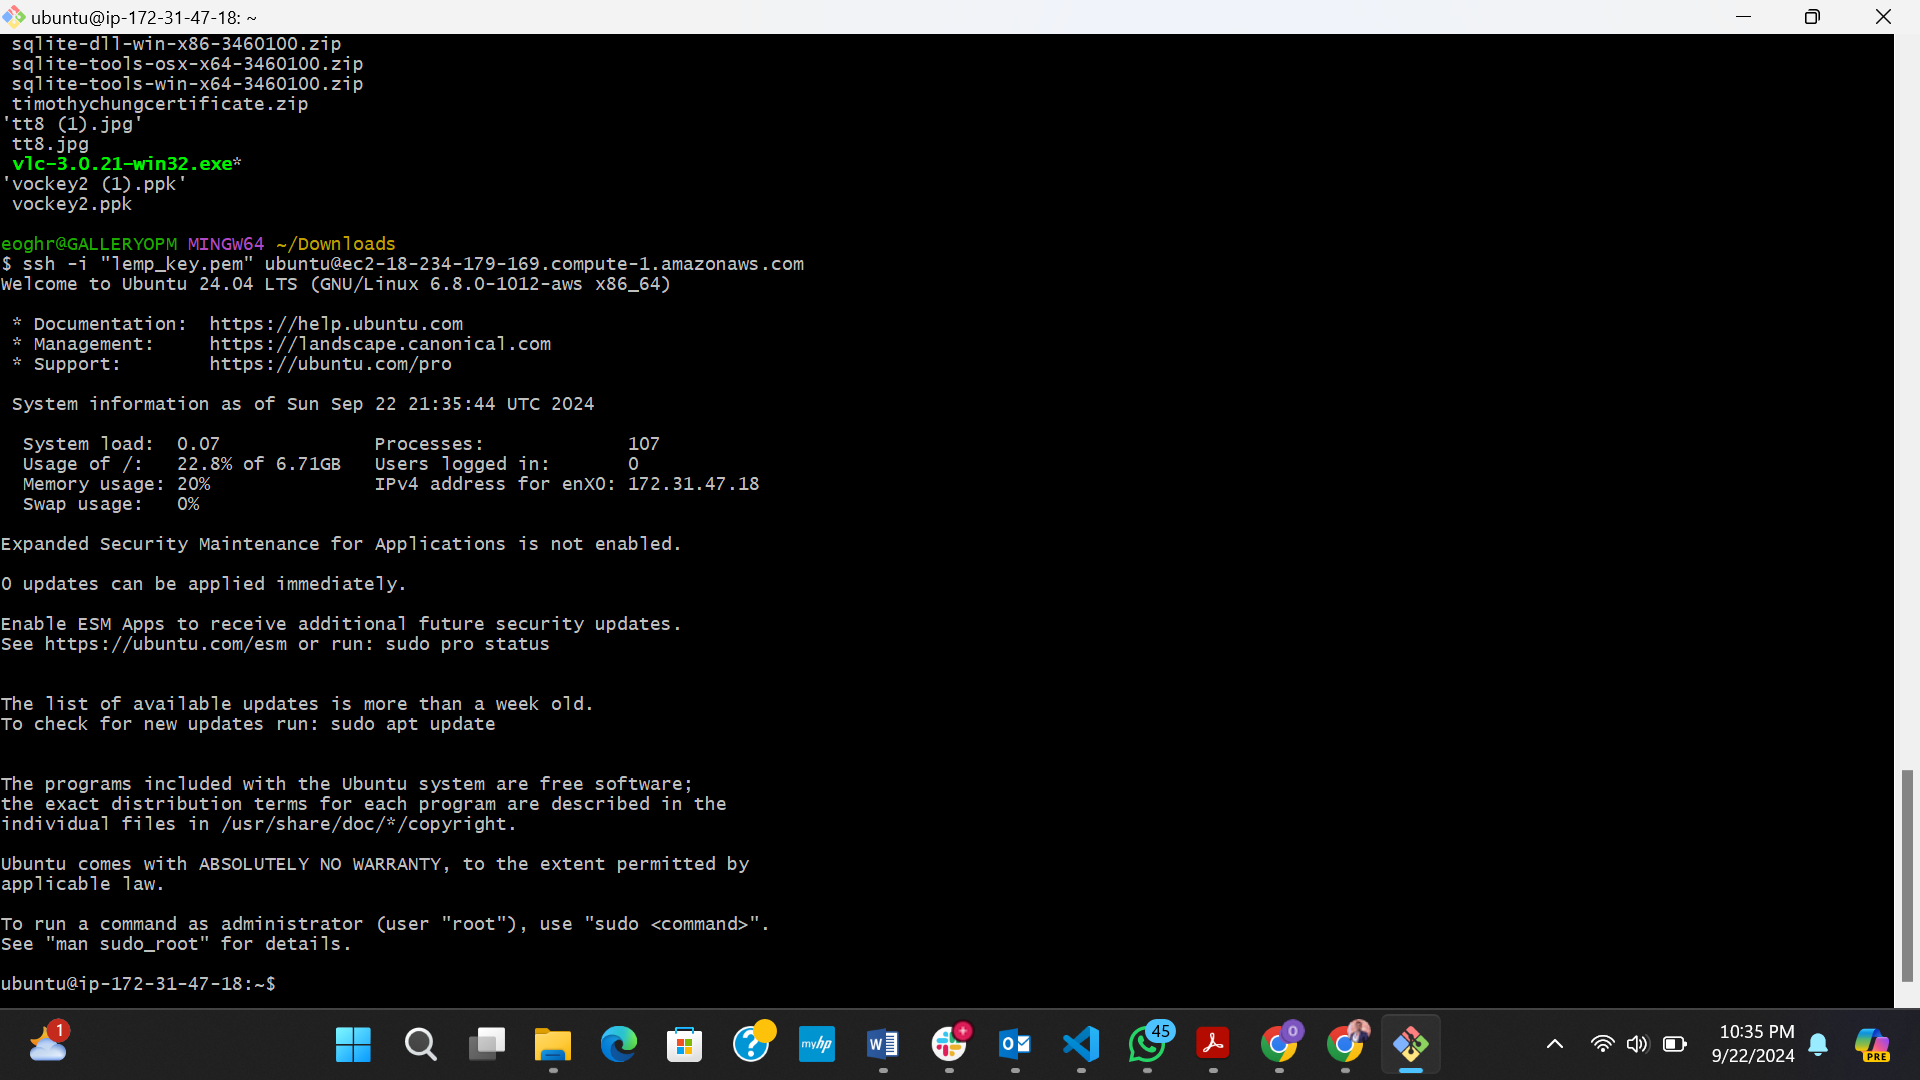 ubuntu@ip-172-31-47-18: ~
sqlite-dll-win-x86-3460100.zip
sqlite-tools-osx-x64-3460100.zip
sqlite-tools-win-x64-3460100.zip
timothychungcertificate.zip
'tt8 (1).jpg'
tt8.jpg
vlc-3.0.21-win32.exe*
'vockey2 (1).ppk'
vockey2.ppk
eoghr@GALLERYOPM MINGW64 ~/Downloads
$ ssh -i "lemp_key.pem" ubuntu@ec2-18-234-179-169.compute-1.amazonaws.com
Welcome to Ubuntu 24.04 LTS (GNU/Linux 6.8.0-1012-aws x86_64)
* Documentation:  https://help.ubuntu.com
* Management:     https://landscape.canonical.com
* Support:        https://ubuntu.com/pro
System information as of Sun Sep 22 21:35:44 UTC 2024
System load:  0.07              Processes:             107
Usage of /:   22.8% of 6.71GB   Users logged in:       0
Memory usage: 20%               IPv4 address for enX0: 172.31.47.18
Swap usage:   0%
Expanded Security Maintenance for Applications is not enabled.
0 updates can be applied immediately.
Enable ESM Apps to receive additional future security updates.
See https://ubuntu.com/esm or run: sudo pro status
The list of available updates is more than a week old.
To check for new updates run: sudo apt update
The programs included with the Ubuntu system are free software;
the exact distribution terms for each program are described in the
individual files in /usr/share/doc/*/copyright.
Ubuntu comes with ABSOLUTELY NO WARRANTY, to the extent permitted by
applicable law.
To run a command as administrator (user "root"), use "sudo <command>".
See "man sudo_root" for details.
ubuntu@ip-172-31-47-18:~$
1
myhp
W
O
45
0
PRE
10:35 PM
9/22/2024